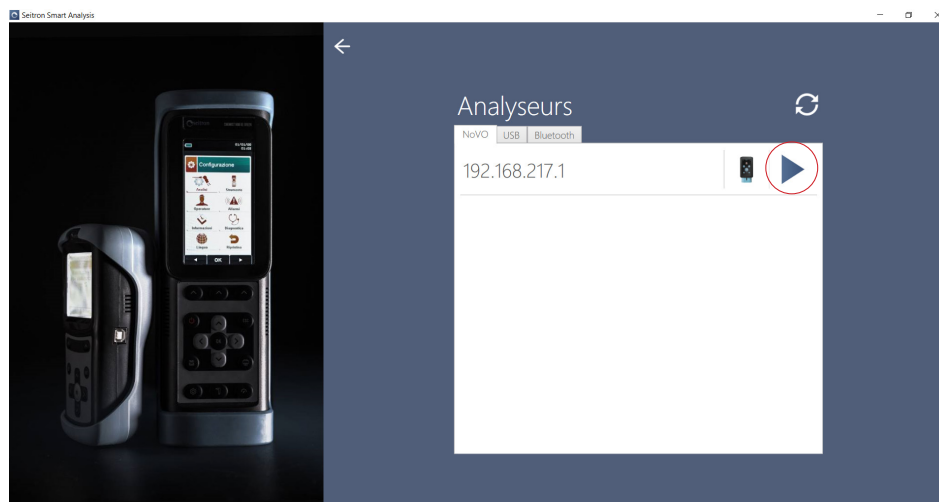 Seitron Smart Analysis
Analyseurs
NoVO USB Bluetooth
192.168.217.1
Configurazione
OK